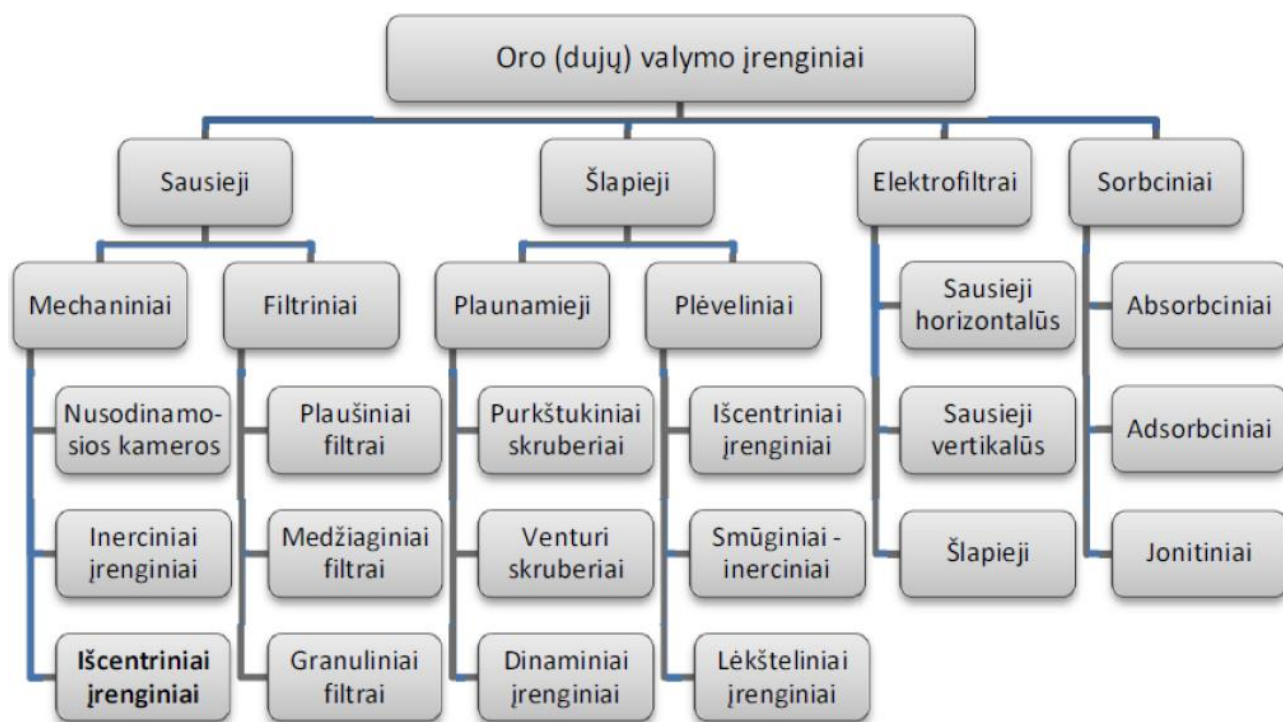 Oro (dujų) valymo įrenginiai
Sausieji
Šlapieji
Elektrofiltrai
Sorbciniai
Mechaniniai
Filtriniai
Plaunamieji
Plėveliniai
Sausieji
horizontalūs
Absorbciniai
Nusodinamo-
sios kameros
Plaušiniai
filtrai
Purkštukiniai
skruberiai
Išcentriniai
įrenginiai
Sausieji
vertikalūs
Adsorbciniai
Inerciniai
įrenginiai
Medžiaginiai
filtrai
Venturi
skruberiai
Smūginiai -
inerciniai
Šlapieji
Jonitiniai
Išcentriniai
įrenginiai
Granuliniai
filtrai
Dinaminiai
įrenginiai
Lėkšteliniai
įrenginiai